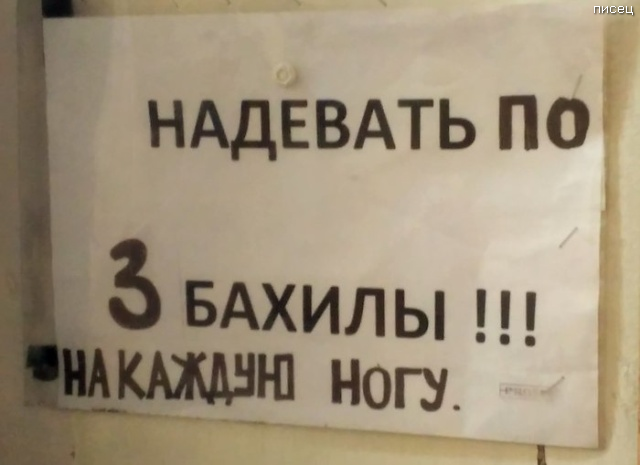 писец
НАДЕВАТЬ ПО
3 БАХИЛЫ !!!
НА КАЖДУЮ НОГУ.